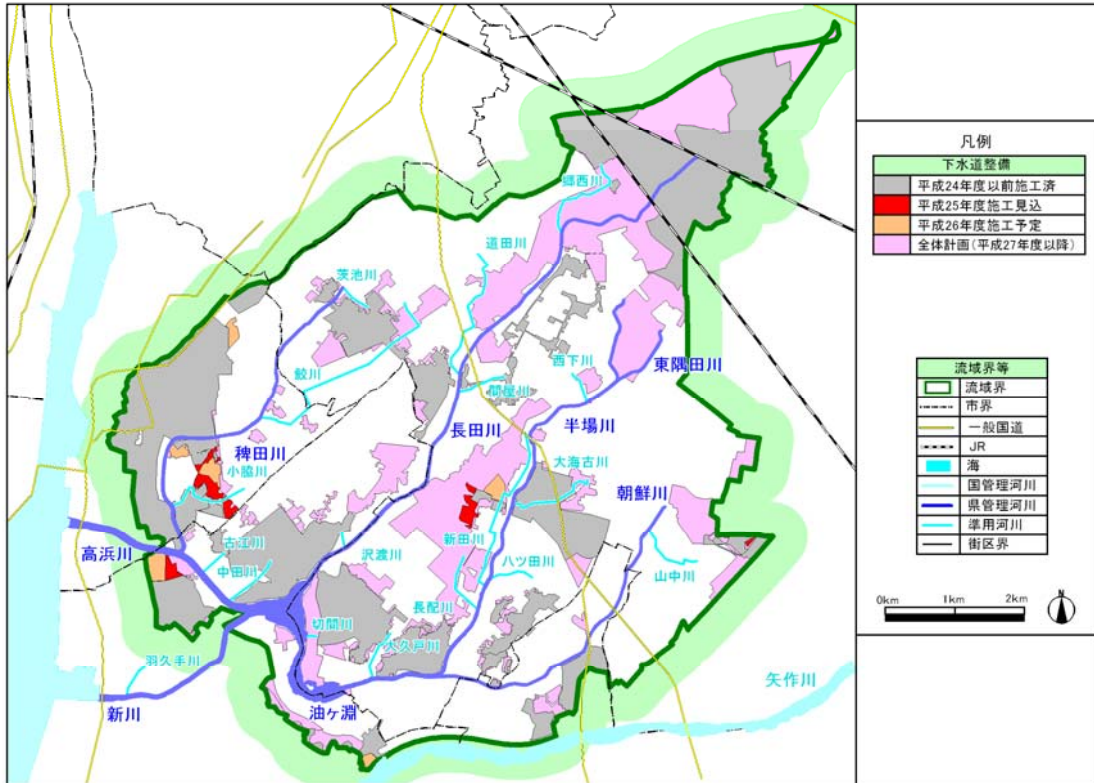 郷西川
道田川
茨池川
鮫川
西下川
間屋川
東隅田川
長田川
半場川
稗田川
小脇川
大海古川
朝鮮川
古江川
高浜川
中田川
沢渡川
新田川
八ツ田川
山中川
長配川
切間川
大久戸川
羽久手川
新川
油ヶ淵
矢作川
凡例
下水道整備
平成24年度以前施工済
平成25年度施工見込
平成26年度施工予定
全体計画(平成27年度以降)
流域界等
流域界
市界
一般国道
JR
海
国管理河川
県管理河川
準用河川
街区界
0km 1km 2km
N